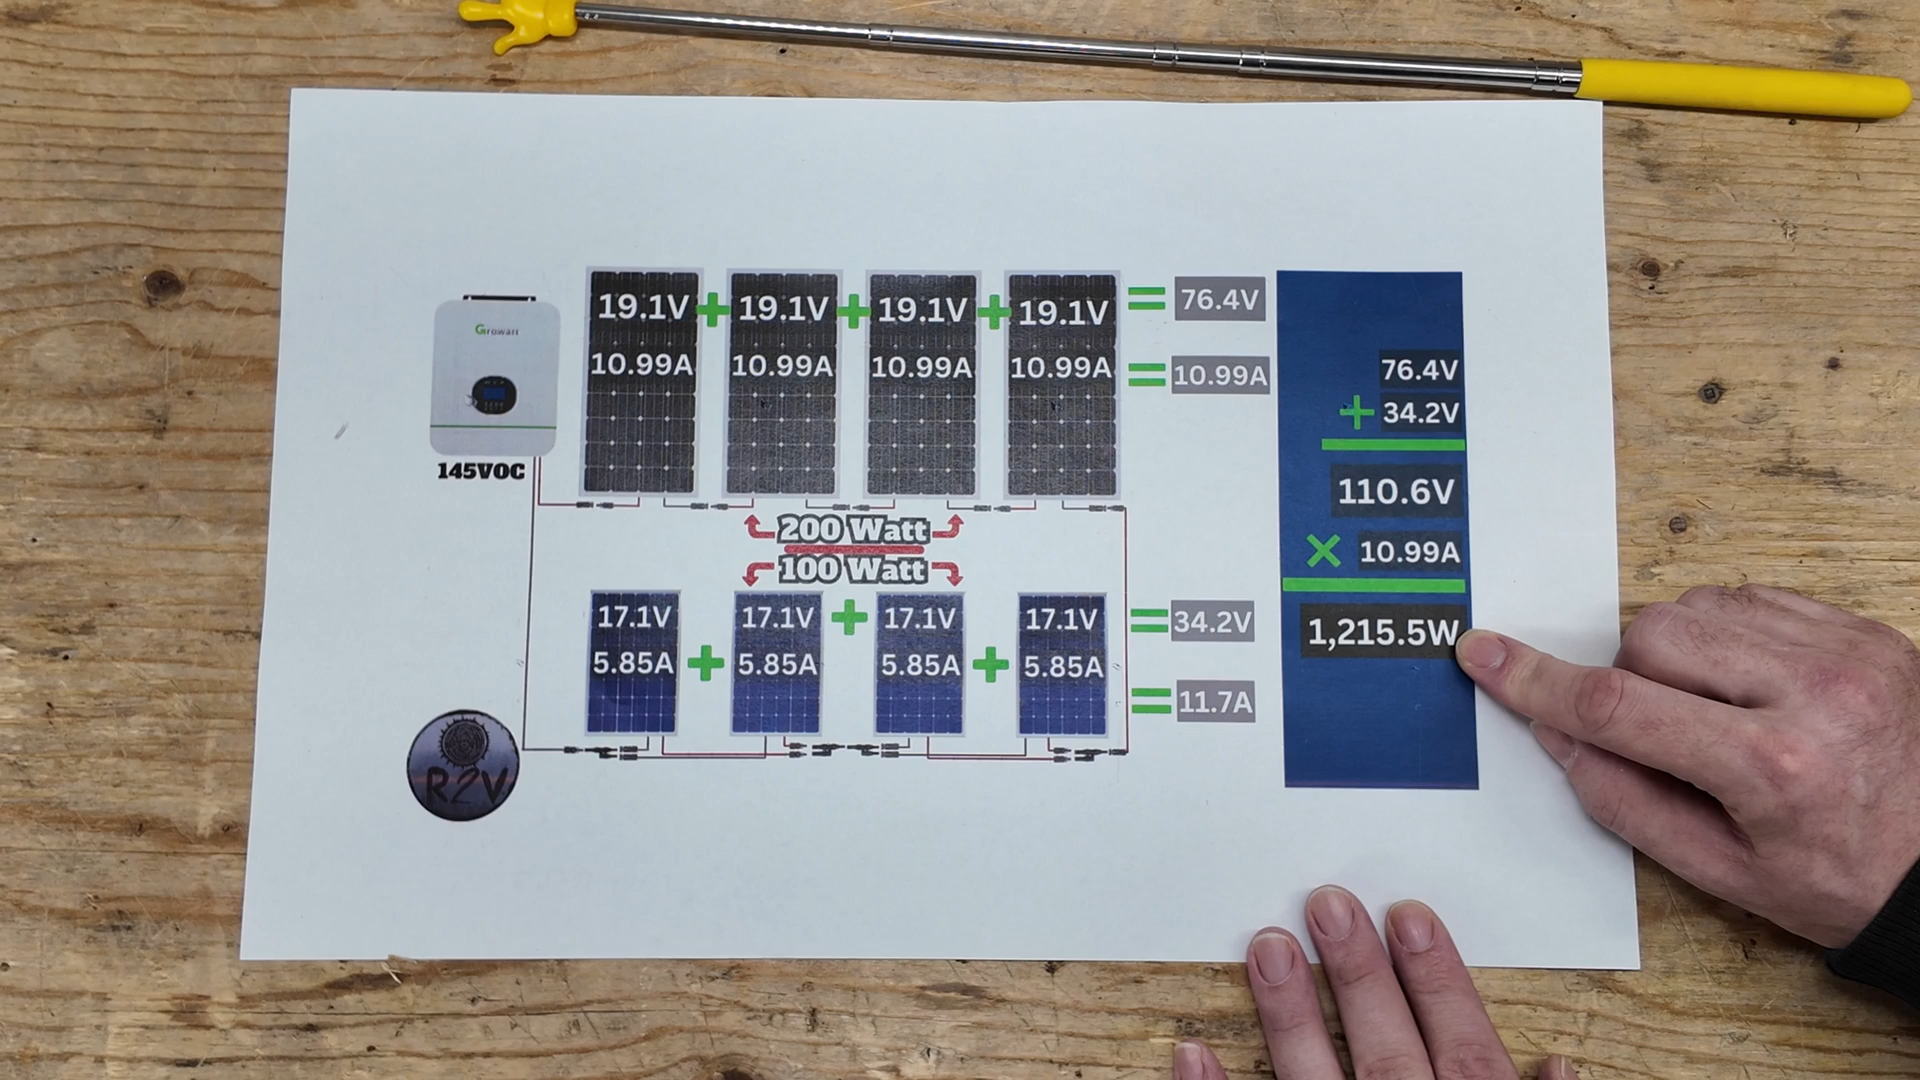 Growatt
145VOC
19.1V + 19.1V + 19.1V + 19.1V = 76.4V
10.99A 10.99A 10.99A 10.99A = 10.99A
200 Watt
100 Watt
17.1V 17.1V + 17.1V 17.1V = 34.2V
5.85A + 5.85A 5.85A + 5.85A
= 11.7A
R2V
76.4V
+ 34.2V
110.6V
× 10.99A
1,215.5W